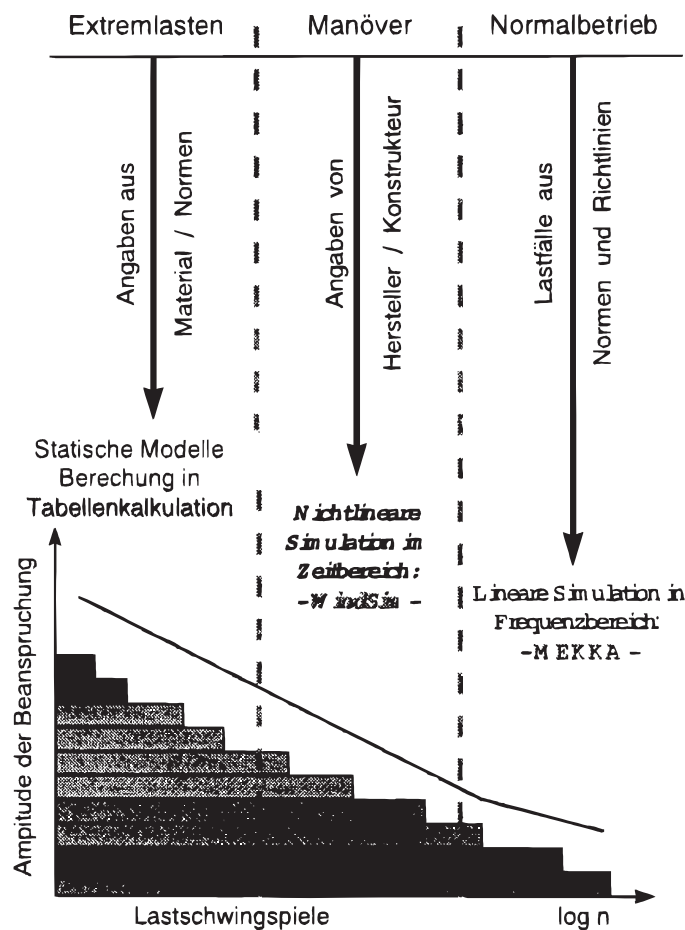 Extremlasten
Manöver
Normalbetrieb
Angaben aus
Material / Normen
Angaben von
Hersteller / Konstrukteur
Lastfälle aus
Normen und Richtlinien
Statische Modelle
Berechung in
Tabellenkalkulation
Nichtlineare
Simulation im
Zeitbereich:
-WindSim -
Lineare Simulation in
Frequenzbereich:
-MEKKA -
Ampitude der Beanspruchung
Lastschwingspiele
log n